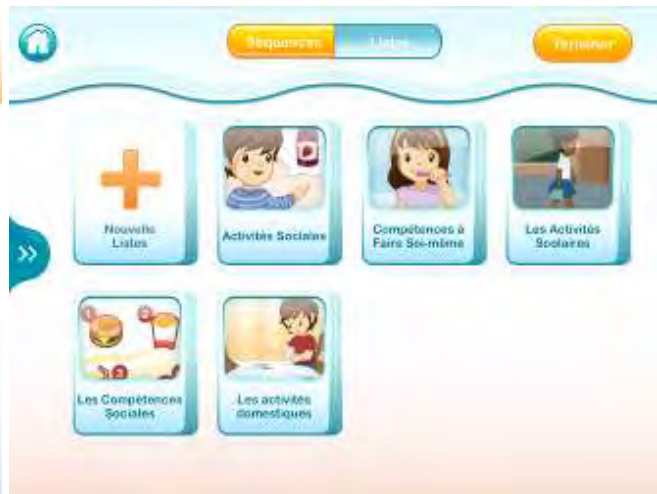 Séquences
Listes
Terminer
Nouvelle
Listes
Activités Sociales
Compétences à
Faire Soi-même
Les Activités
Scolaires
Les Compétences
Sociales
Les activités
domestiques